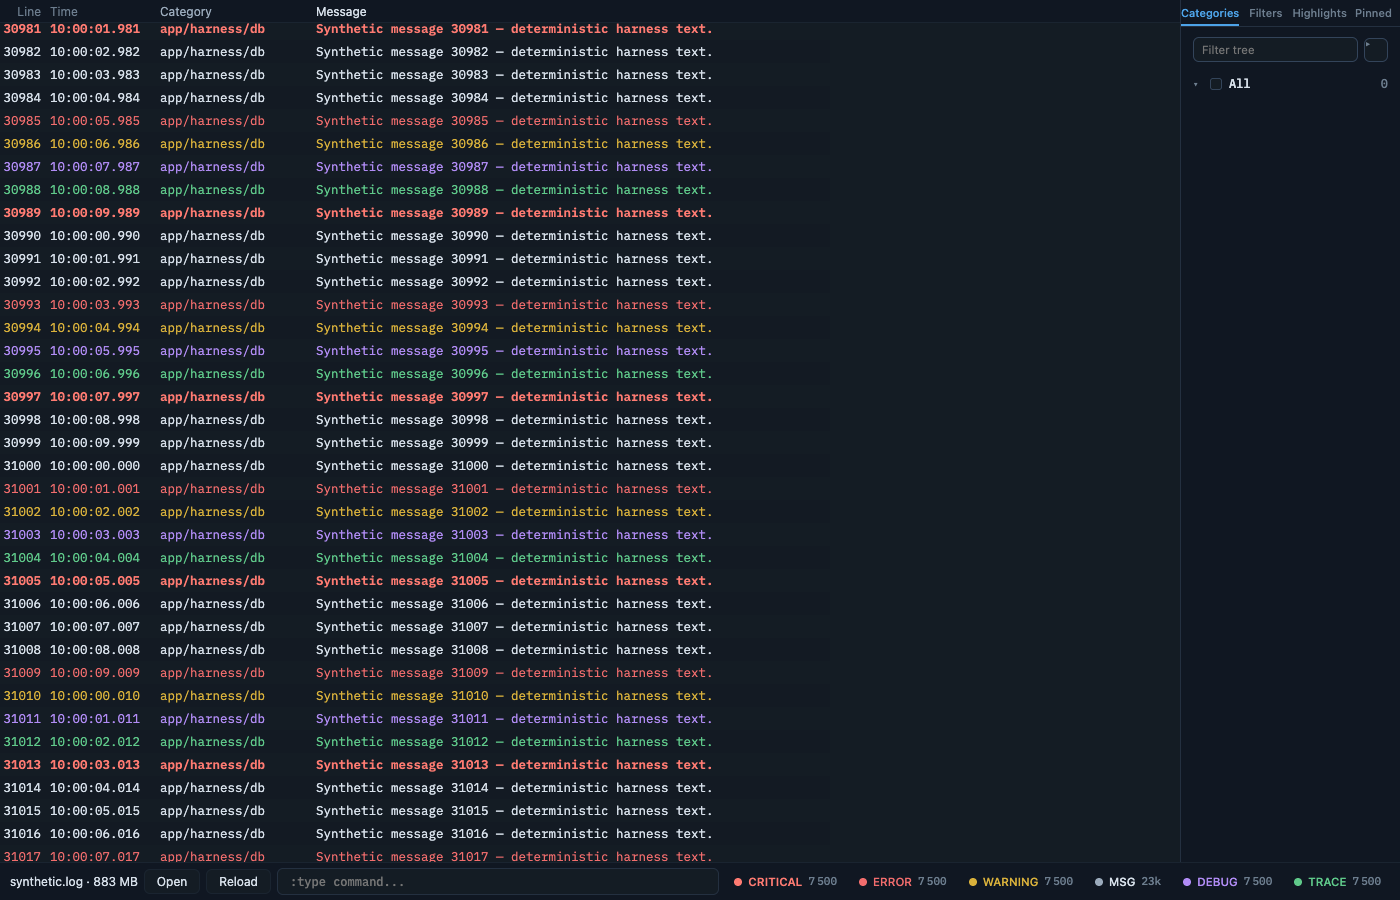 Line Time Category Message
30981 10:00:01.981 app/harness/db Synthetic message 30981 — deterministic harness text.
30982 10:00:02.982 app/harness/db Synthetic message 30982 — deterministic harness text.
30983 10:00:03.983 app/harness/db Synthetic message 30983 — deterministic harness text.
30984 10:00:04.984 app/harness/db Synthetic message 30984 — deterministic harness text.
30985 10:00:05.985 app/harness/db Synthetic message 30985 — deterministic harness text.
30986 10:00:06.986 app/harness/db Synthetic message 30986 — deterministic harness text.
30987 10:00:07.987 app/harness/db Synthetic message 30987 — deterministic harness text.
30988 10:00:08.988 app/harness/db Synthetic message 30988 — deterministic harness text.
30989 10:00:09.989 app/harness/db Synthetic message 30989 — deterministic harness text.
30990 10:00:00.990 app/harness/db Synthetic message 30990 — deterministic harness text.
30991 10:00:01.991 app/harness/db Synthetic message 30991 — deterministic harness text.
30992 10:00:02.992 app/harness/db Synthetic message 30992 — deterministic harness text.
30993 10:00:03.993 app/harness/db Synthetic message 30993 — deterministic harness text.
30994 10:00:04.994 app/harness/db Synthetic message 30994 — deterministic harness text.
30995 10:00:05.995 app/harness/db Synthetic message 30995 — deterministic harness text.
30996 10:00:06.996 app/harness/db Synthetic message 30996 — deterministic harness text.
30997 10:00:07.997 app/harness/db Synthetic message 30997 — deterministic harness text.
30998 10:00:08.998 app/harness/db Synthetic message 30998 — deterministic harness text.
30999 10:00:09.999 app/harness/db Synthetic message 30999 — deterministic harness text.
31000 10:00:00.000 app/harness/db Synthetic message 31000 — deterministic harness text.
31001 10:00:01.001 app/harness/db Synthetic message 31001 — deterministic harness text.
31002 10:00:02.002 app/harness/db Synthetic message 31002 — deterministic harness text.
31003 10:00:03.003 app/harness/db Synthetic message 31003 — deterministic harness text.
31004 10:00:04.004 app/harness/db Synthetic message 31004 — deterministic harness text.
31005 10:00:05.005 app/harness/db Synthetic message 31005 — deterministic harness text.
31006 10:00:06.006 app/harness/db Synthetic message 31006 — deterministic harness text.
31007 10:00:07.007 app/harness/db Synthetic message 31007 — deterministic harness text.
31008 10:00:08.008 app/harness/db Synthetic message 31008 — deterministic harness text.
31009 10:00:09.009 app/harness/db Synthetic message 31009 — deterministic harness text.
31010 10:00:00.010 app/harness/db Synthetic message 31010 — deterministic harness text.
31011 10:00:01.011 app/harness/db Synthetic message 31011 — deterministic harness text.
31012 10:00:02.012 app/harness/db Synthetic message 31012 — deterministic harness text.
31013 10:00:03.013 app/harness/db Synthetic message 31013 — deterministic harness text.
31014 10:00:04.014 app/harness/db Synthetic message 31014 — deterministic harness text.
31015 10:00:05.015 app/harness/db Synthetic message 31015 — deterministic harness text.
31016 10:00:06.016 app/harness/db Synthetic message 31016 — deterministic harness text.
31017 10:00:07.017 app/harness/db Synthetic message 31017 — deterministic harness text.
Categories Filters Highlights Pinned
Filter tree
All 0
synthetic.log · 883 MB Open Reload :type command... CRITICAL 7 500 ERROR 7 500 WARNING 7 500 MSG 23k DEBUG 7 500 TRACE 7 500